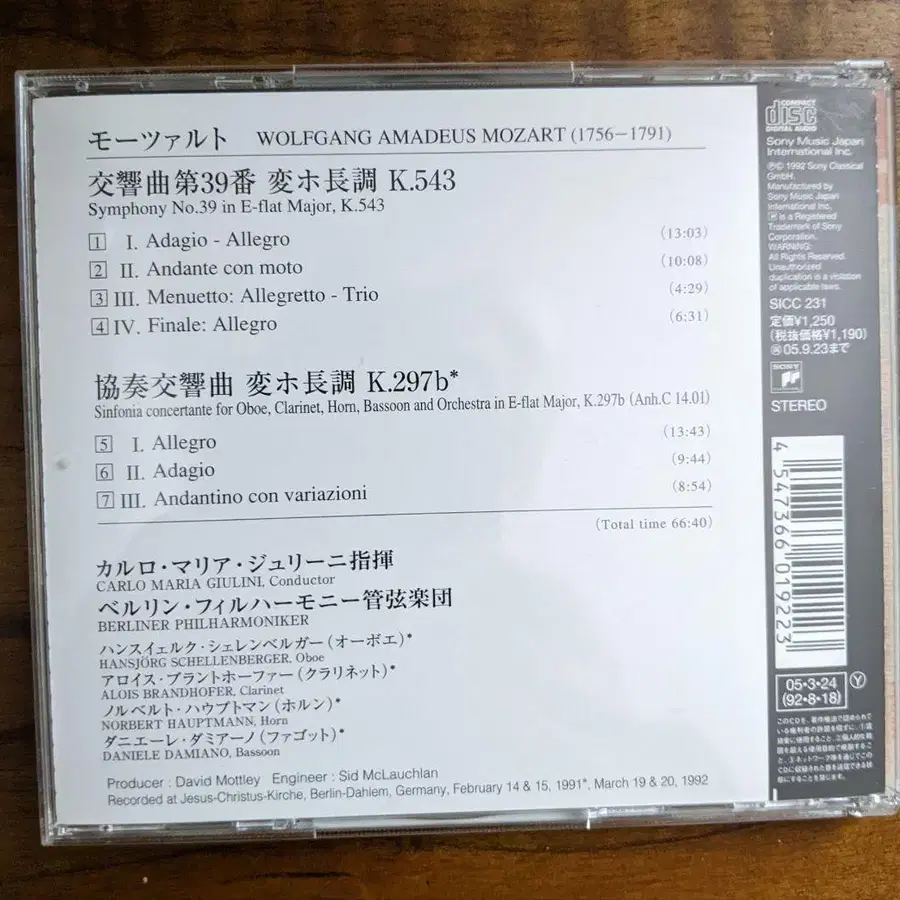 モーツァルト WOLFGANG AMADEUS MOZART (1756−1791)
交響曲第39番 変ホ長調 K.543
Symphony No.39 in E-flat Major, K.543
1 I. Adagio - Allegro (13:03)
2 II. Andante con moto (10:08)
3 III. Menuetto: Allegretto - Trio (4:29)
4 IV. Finale: Allegro (6:31)
協奏交響曲 変ホ長調 K.297b*
Sinfonia concertante for Oboe, Clarinet, Horn, Bassoon and Orchestra in E-flat Major, K.297b (Anh.C 14.01)
5 I. Allegro (13:43)
6 II. Adagio (9:44)
7 III. Andantino con variazioni (8:54)
(Total time 66:40)
カルロ・マリア・ジュリーニ指揮
CARLO MARIA GIULINI, Conductor
ベルリン・フィルハーモニー管弦楽団
BERLINER PHILHARMONIKER
ハンスイェルク・シェレンベルガー(オーボエ)*
HANSJÖRG SCHELLENBERGER, Oboe
アロイス・ブラントホーファー(クラリネット)*
ALOIS BRANDHOFER, Clarinet
ノルベルト・ハウプトマン(ホルン)*
NORBERT HAUPTMANN, Horn
ダニエーレ・ダミアーノ(ファゴット)*
DANIELE DAMIANO, Bassoon
Producer : David Mottley Engineer : Sid McLauchlan
Recorded at Jesus-Christus-Kirche, Berlin-Dahlem, Germany, February 14 & 15, 1991*, March 19 & 20, 1992
COMPACT
disc
DIGITAL AUDIO
Sony Music Japan
International Inc.
℗© 1992 Sony Classical
GmbH.
Manufactured by
Sony Music Japan
International Inc.
is a Registered
Trademark of Sony
Corporation.
WARNING:
All Rights Reserved.
Unauthorized
duplication is a violation
of applicable laws.
SICC 231
定価¥1,250
(税抜価格¥1,190)
05.9.23まで
SONY
STEREO
4 547366 019223
05・3・24
(92・8・18)
Y